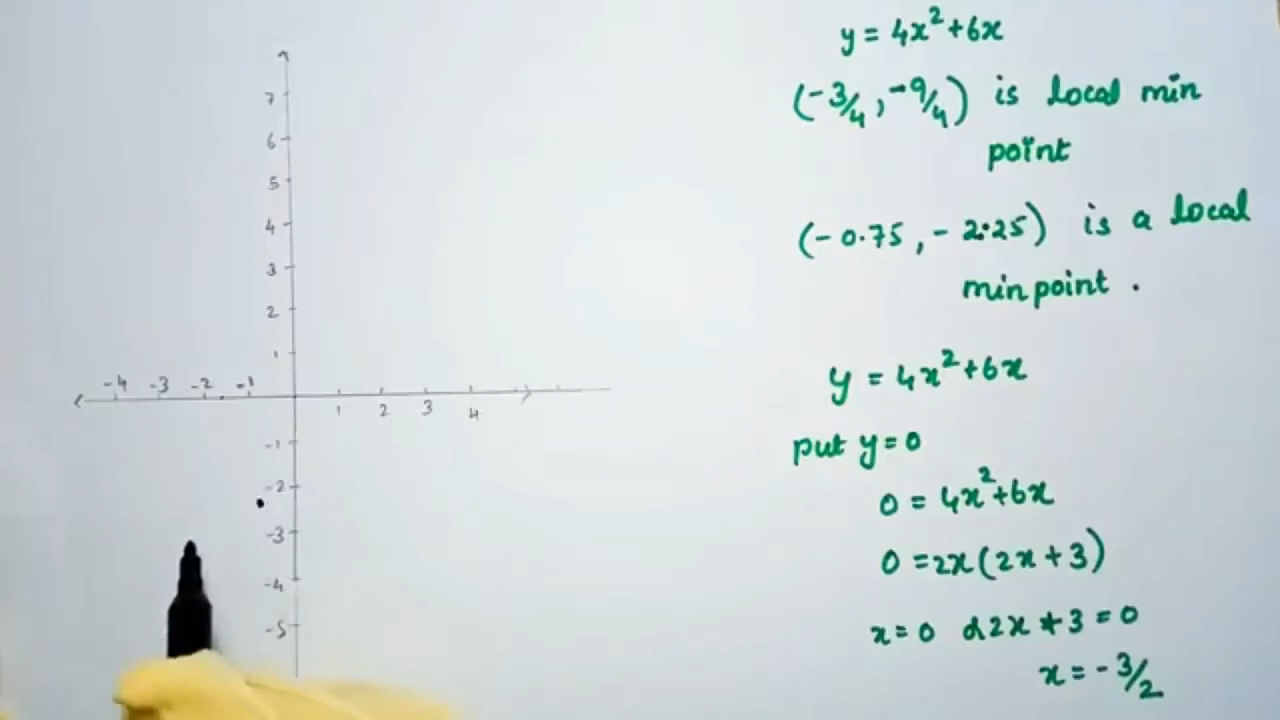 y = 4x²+6x
(-3/4, -9/4) is local min
point
(-0.75, -2.25) is a local
min point .
y = 4x²+6x
put y=0
0 = 4x²+6x
0 =2x(2x+3)
x=0 & 2x+3=0
x=-3/2
7
6
5
4
3
2
1
-4 -3 -2 -1
1 2 3 4
-1
-2
-3
-4
-5